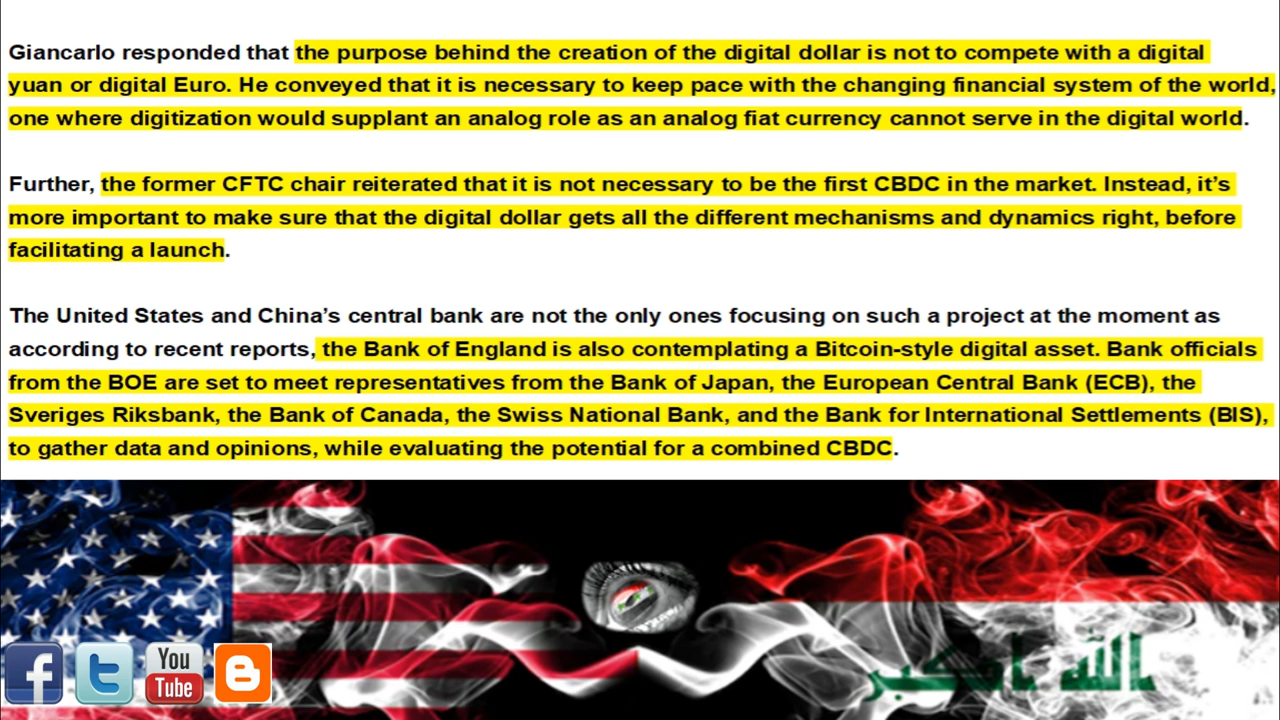 Giancarlo responded that the purpose behind the creation of the digital dollar is not to compete with a digital
yuan or digital Euro. He conveyed that it is necessary to keep pace with the changing financial system of the world,
one where digitization would supplant an analog role as an analog fiat currency cannot serve in the digital world.
Further, the former CFTC chair reiterated that it is not necessary to be the first CBDC in the market. Instead, it’s
more important to make sure that the digital dollar gets all the different mechanisms and dynamics right, before
facilitating a launch.
The United States and China’s central bank are not the only ones focusing on such a project at the moment as
according to recent reports, the Bank of England is also contemplating a Bitcoin-style digital asset. Bank officials
from the BOE are set to meet representatives from the Bank of Japan, the European Central Bank (ECB), the
Sveriges Riksbank, the Bank of Canada, the Swiss National Bank, and the Bank for International Settlements (BIS),
to gather data and opinions, while evaluating the potential for a combined CBDC.
الله اكبر
You
Tube